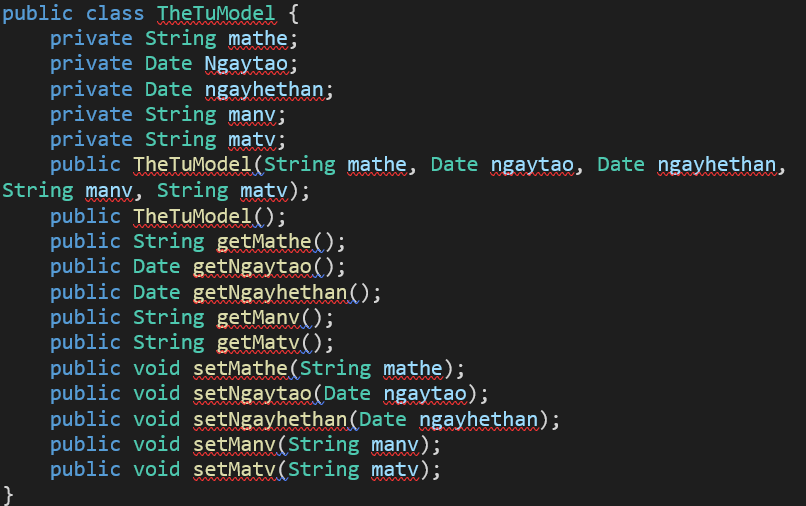 public class TheTuModel {
    private String mathe;
    private Date Ngaytao;
    private Date ngayhethan;
    private String manv;
    private String matv;
    public TheTuModel(String mathe, Date ngaytao, Date ngayhethan,
String manv, String matv);
    public TheTuModel();
    public String getMathe();
    public Date getNgaytao();
    public Date getNgayhethan();
    public String getManv();
    public String getMatv();
    public void setMathe(String mathe);
    public void setNgaytao(Date ngaytao);
    public void setNgayhethan(Date ngayhethan);
    public void setManv(String manv);
    public void setMatv(String matv);
}